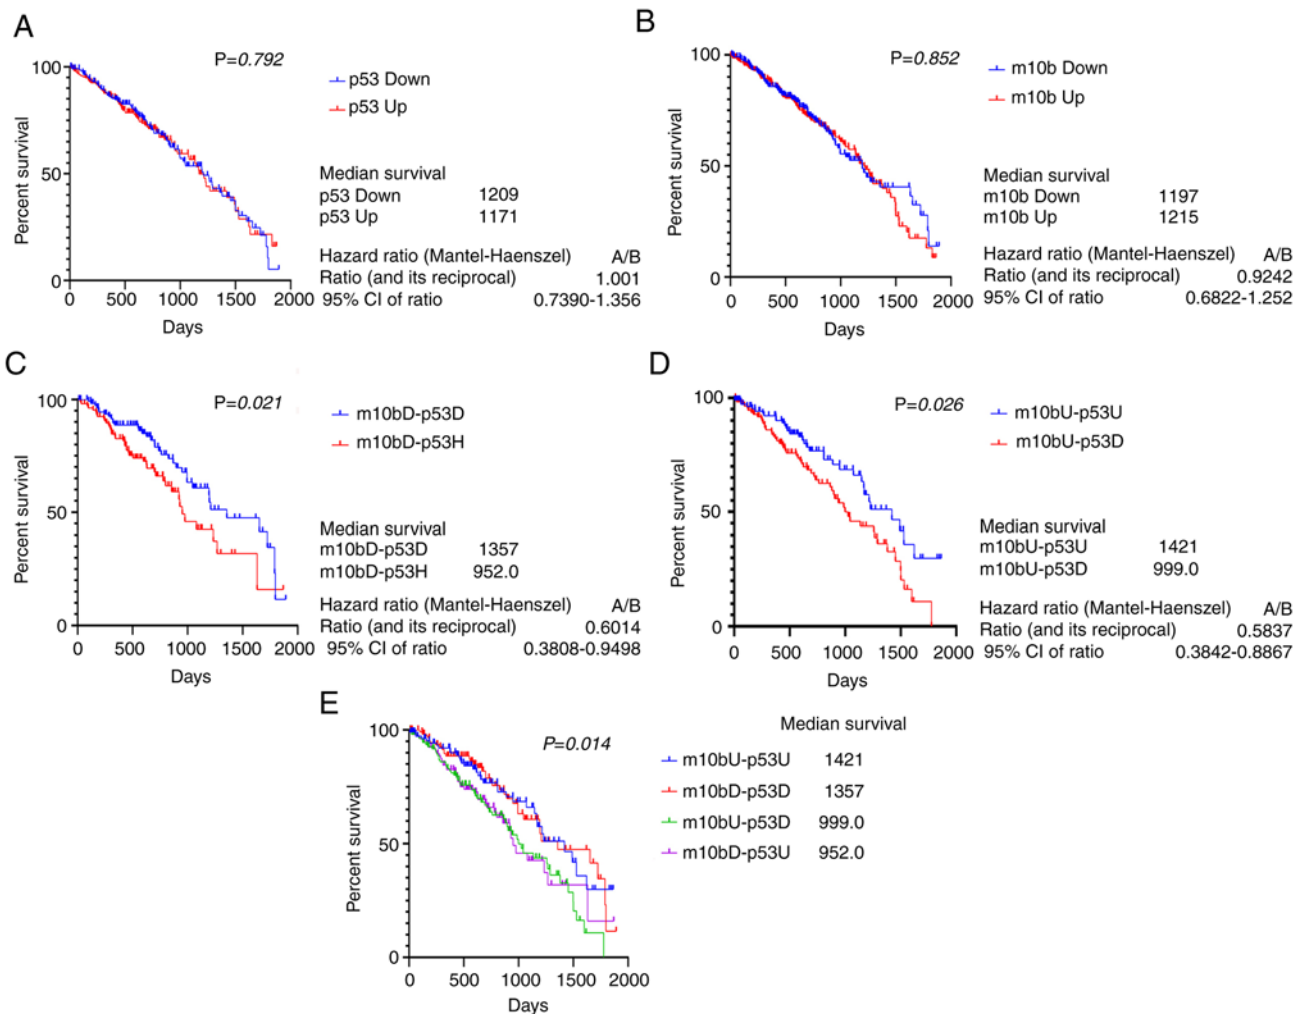 A
P=0.792
p53 Down
p53 Up
Median survival
p53 Down 1209
p53 Up 1171
Hazard ratio (Mantel-Haenszel) A/B
Ratio (and its reciprocal) 1.001
95% CI of ratio 0.7390-1.356
Percent survival
100
50
0
0 500 1000 1500 2000
Days
B
P=0.852
m10b Down
m10b Up
Median survival
m10b Down 1197
m10b Up 1215
Hazard ratio (Mantel-Haenszel) A/B
Ratio (and its reciprocal) 0.9242
95% CI of ratio 0.6822-1.252
Percent survival
100
50
0
0 500 1000 1500 2000
Days
C
P=0.021
m10bD-p53D
m10bD-p53H
Median survival
m10bD-p53D 1357
m10bD-p53H 952.0
Hazard ratio (Mantel-Haenszel) A/B
Ratio (and its reciprocal) 0.6014
95% CI of ratio 0.3808-0.9498
Percent survival
100
50
0
0 500 1000 1500 2000
Days
D
P=0.026
m10bU-p53U
m10bU-p53D
Median survival
m10bU-p53U 1421
m10bU-p53D 999.0
Hazard ratio (Mantel-Haenszel) A/B
Ratio (and its reciprocal) 0.5837
95% CI of ratio 0.3842-0.8867
Percent survival
100
50
0
0 500 1000 1500 2000
Days
E
P=0.014
Median survival
m10bU-p53U 1421
m10bD-p53D 1357
m10bU-p53D 999.0
m10bD-p53U 952.0
Percent survival
100
50
0
0 500 1000 1500 2000
Days